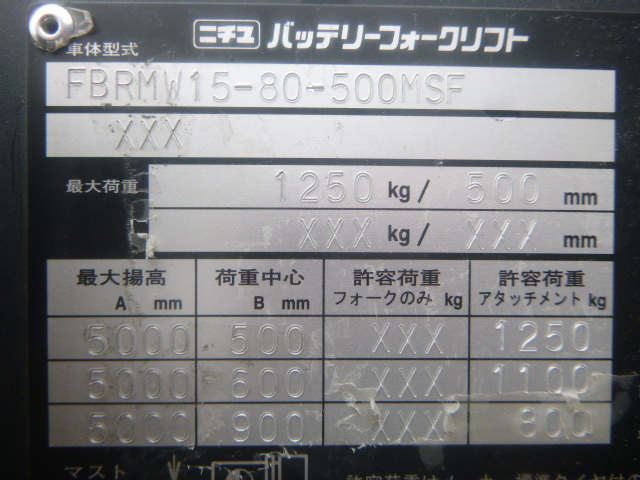 ニチユ バッテリーフォークリフト
車体型式
FBRMW15-80-500MSF
XXX
最大荷重 1250 kg/ 500 mm
XXX kg/ XXX mm
最大揚高 荷重中心 許容荷重 許容荷重
A mm B mm フォークのみ kg アタッチメント kg
5000 500 XXX 1250
5000 600 XXX 1100
5000 900 XXX 800
マスト